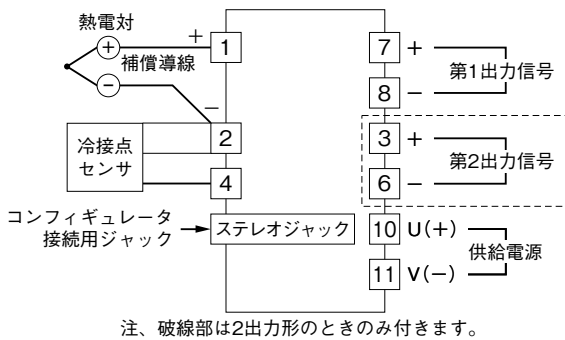 熱電対
+
補償導線
+
1
−
−
2
冷接点
センサ
4
コンフィギュレータ
接続用ジャック
ステレオジャック
7 +
第1出力信号
8 −
3 +
第2出力信号
6 −
10 U(+)
供給電源
11 V(−)
注、破線部は2出力形のときのみ付きます。